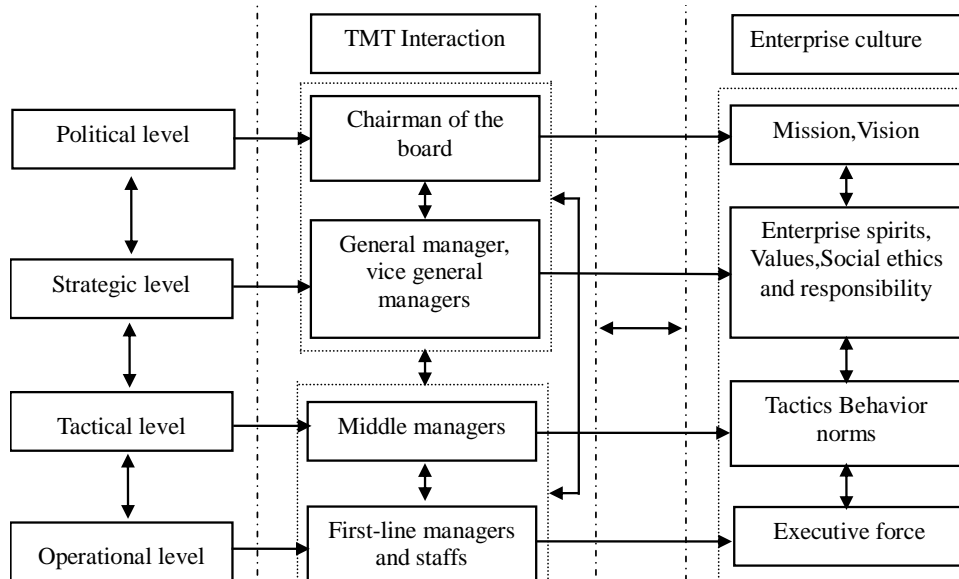 TMT Interaction
Enterprise culture
Political level
Chairman of the
board
Mission,Vision
Strategic level
General manager,
vice general
managers
Enterprise spirits,
Values,Social ethics
and responsibility
Tactical level
Middle managers
Tactics Behavior
norms
Operational level
First-line managers
and staffs
Executive force